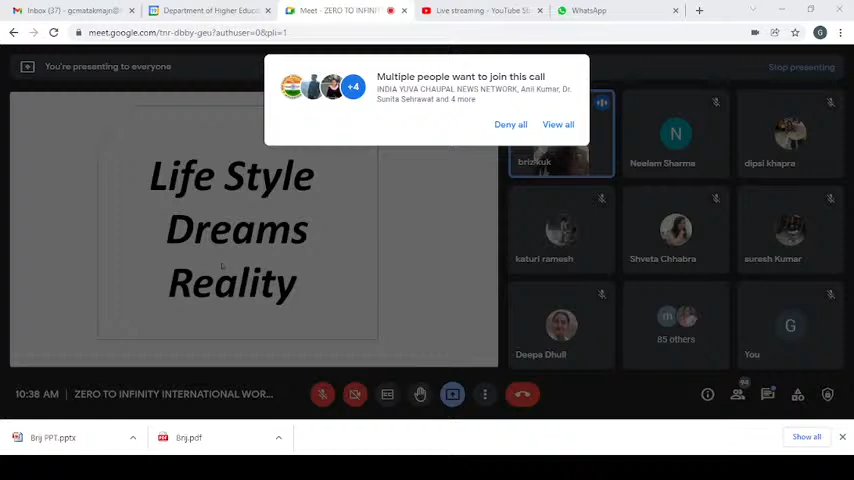 Inbox (37) - gcmatakmajn@
Department of Higher Educ
Meet - ZERO TO INFIN
Live streaming - YouTube St
WhatsApp
meet.google.com/tnr-dbby-geu?authuser=0&pli=1
G
You're presenting to everyone
Stop presenting
Multiple people want to join this call
INDIA YUVA CHAUPAL NEWS NETWORK, Anil Kumar, Dr.
Sunita Sehrawat and 4 more
+4
Deny all
View all
Life Style
Dreams
Reality
brizikuk
N
Neelam Sharma
dipsi khapra
katuri ramesh
Shveta Chhabra
suresh Kumar
Deepa Dhull
m
85 others
G
You
10:38 AM | ZERO TO INFINITY INTERNATIONAL WOR...
94
Brij PPT.pptx
Brij.pdf
Show all